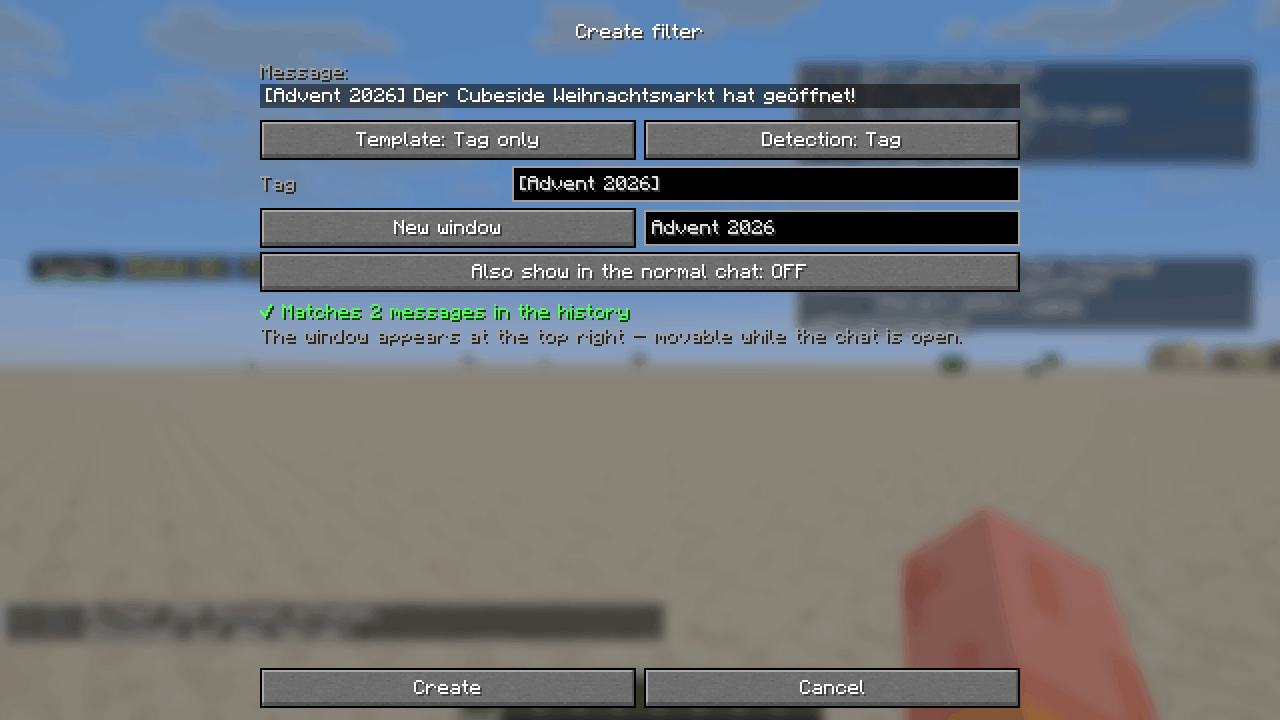 Create filter
Message:
[Advent 2026] Der Cubeside Weihnachtsmarkt hat geöffnet!
Template: Tag only
Detection: Tag
Tag
[Advent 2026]
New window
Advent 2026
Also show in the normal chat: OFF
✔ Matches 2 messages in the history
The window appears at the top right – movable while the chat is open.
Create
Cancel